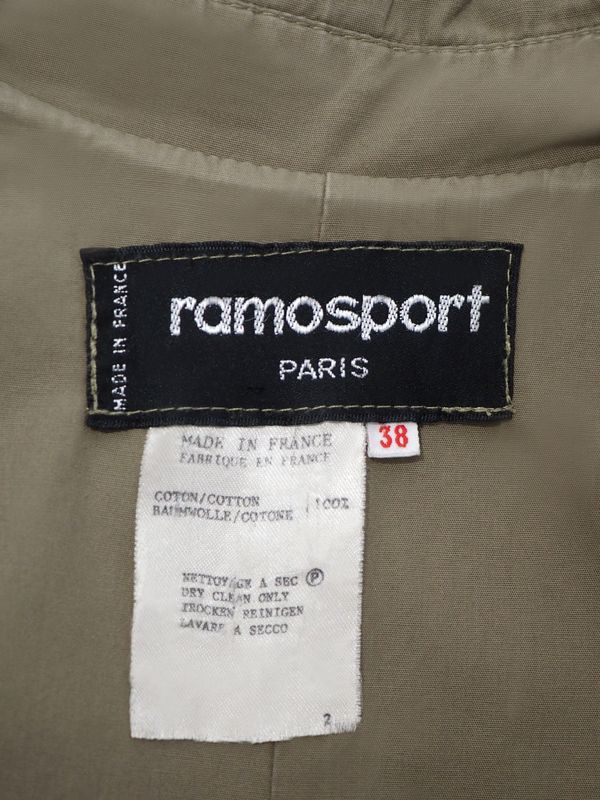 MADE IN FRANCE
ramosport
PARIS
38
MADE IN FRANCE
FABRIQUE EN FRANCE
COTON/COTTON 100%
BAUMWOLLE/COTONE
NETTOYAGE A SEC P
DRY CLEAN ONLY
TROCKEN REINIGEN
LAVARE A SECCO
2